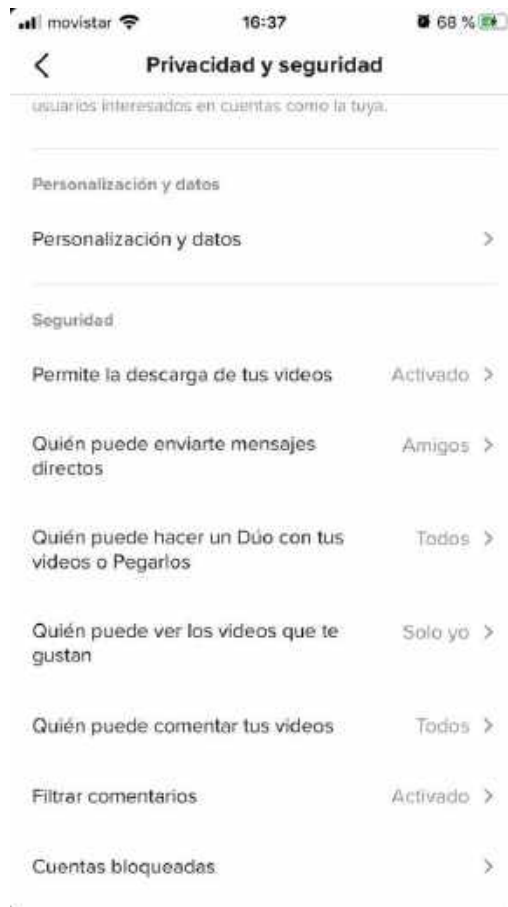 movistar 16:37 68 %
Privacidad y seguridad
usuarios interesados en cuentas como la tuya.
Personalización y datos
Personalización y datos
Seguridad
Permite la descarga de tus videos Activado
Quién puede enviarte mensajes
directos Amigos
Quién puede hacer un Dúo con tus
videos o Pegarlos Todos
Quién puede ver los videos que te
gustan Solo yo
Quién puede comentar tus videos Todos
Filtrar comentarios Activado
Cuentas bloqueadas